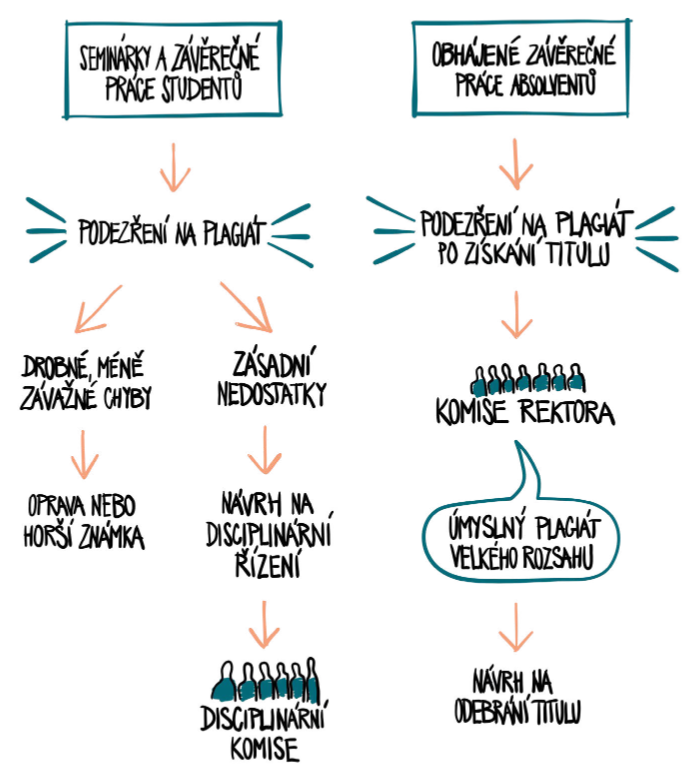 SEMINÁRKY A ZÁVĚREČNÉ
PRÁCE STUDENTŮ
PODEZŘENÍ NA PLAGIÁT
DROBNÉ, MÉNĚ
ZÁVAŽNÉ CHYBY
OPRAVA NEBO
HORŠÍ ZNÁMKA
ZÁSADNÍ
NEDOSTATKY
NÁVRH NA
DISCIPLINÁRNÍ
ŘÍZENÍ
DISCIPLINÁRNÍ
KOMISE
OBHÁJENÉ ZÁVĚREČNÉ
PRÁCE ABSOLVENTŮ
PODEZŘENÍ NA PLAGIÁT
PO ZÍSKÁNÍ TITULU
KOMISE REKTORA
ÚMYSLNÝ PLAGIÁT
VELKÉHO ROZSAHU
NÁVRH NA
ODEBRÁNÍ TITULU